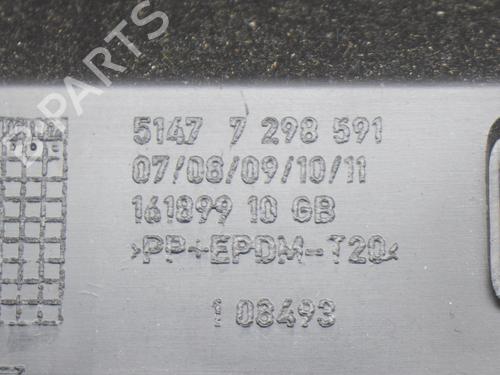 PARTS
5147 7 298 591
07/08/09/10/11
161899 10 GB
>PP+EPDM-T20<
1 08493